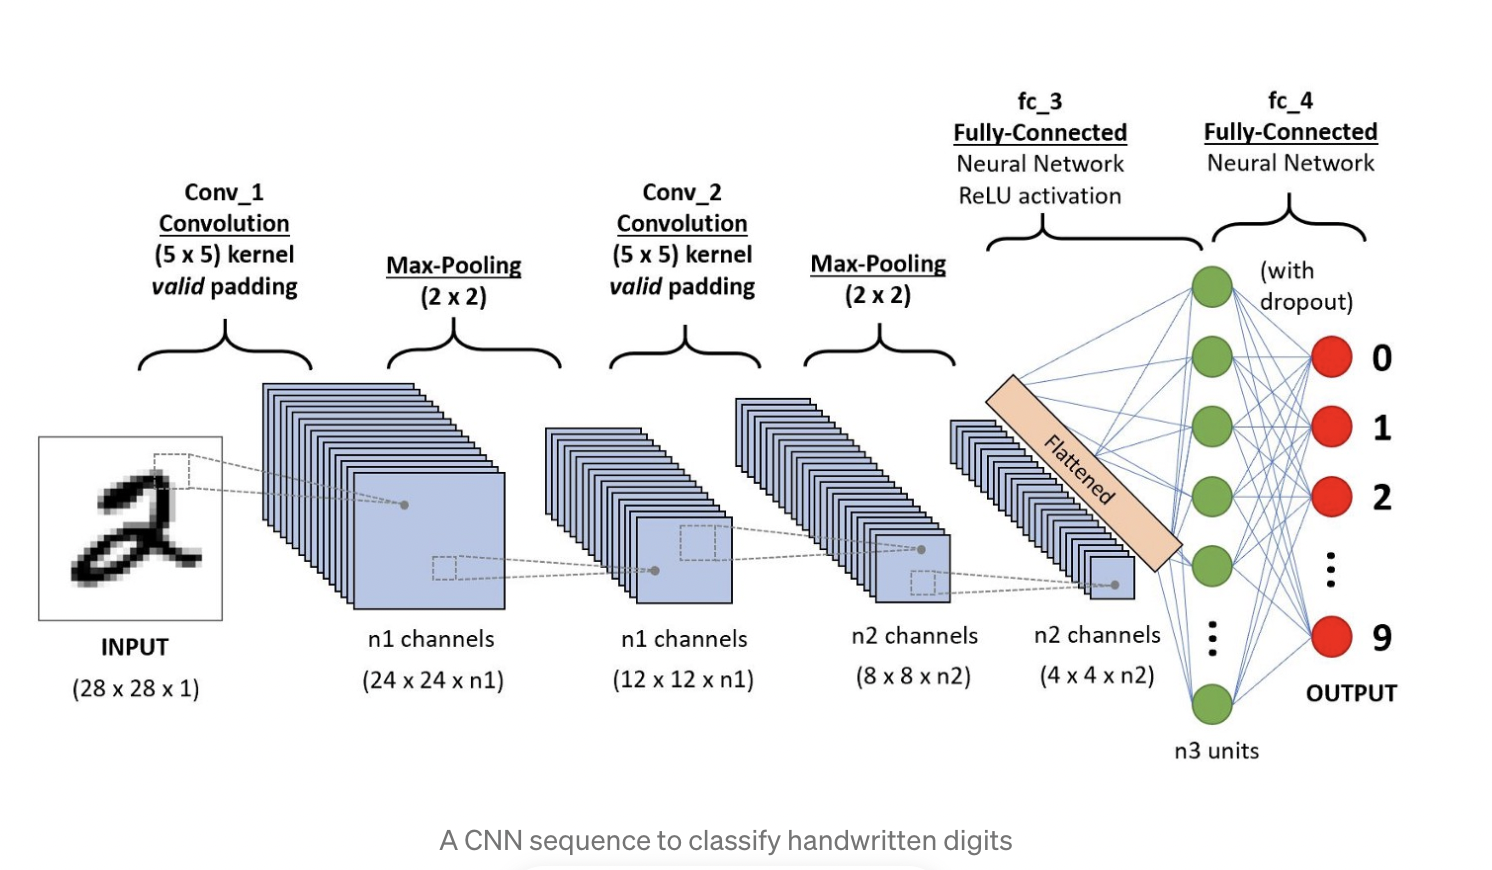 Conv_1
Convolution
(5 x 5) kernel
valid padding
Max-Pooling
(2 x 2)
Conv_2
Convolution
(5 x 5) kernel
valid padding
Max-Pooling
(2 x 2)
fc_3
Fully-Connected
Neural Network
ReLU activation
fc_4
Fully-Connected
Neural Network
(with
dropout)
Flattened
0
1
2
9
INPUT
(28 x 28 x 1)
n1 channels
(24 x 24 x n1)
n1 channels
(12 x 12 x n1)
n2 channels
(8 x 8 x n2)
n2 channels
(4 x 4 x n2)
n3 units
OUTPUT
2
A CNN sequence to classify handwritten digits